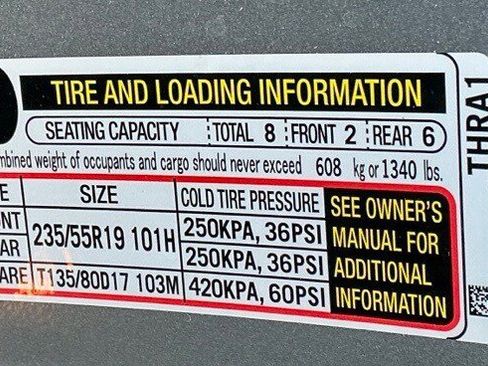 TIRE AND LOADING INFORMATION
SEATING CAPACITY TOTAL 8 FRONT 2 REAR 6
weight of occupants and cargo should never exceed 608 kg or 1340 lbs.
SIZE COLD TIRE PRESSURE SEE OWNER'S MANUAL FOR ADDITIONAL INFORMATION
235/55R19 101H 250KPA, 36PSI
250KPA, 36PSI
T135/80D17 103M 420KPA, 60PSI
THRA1